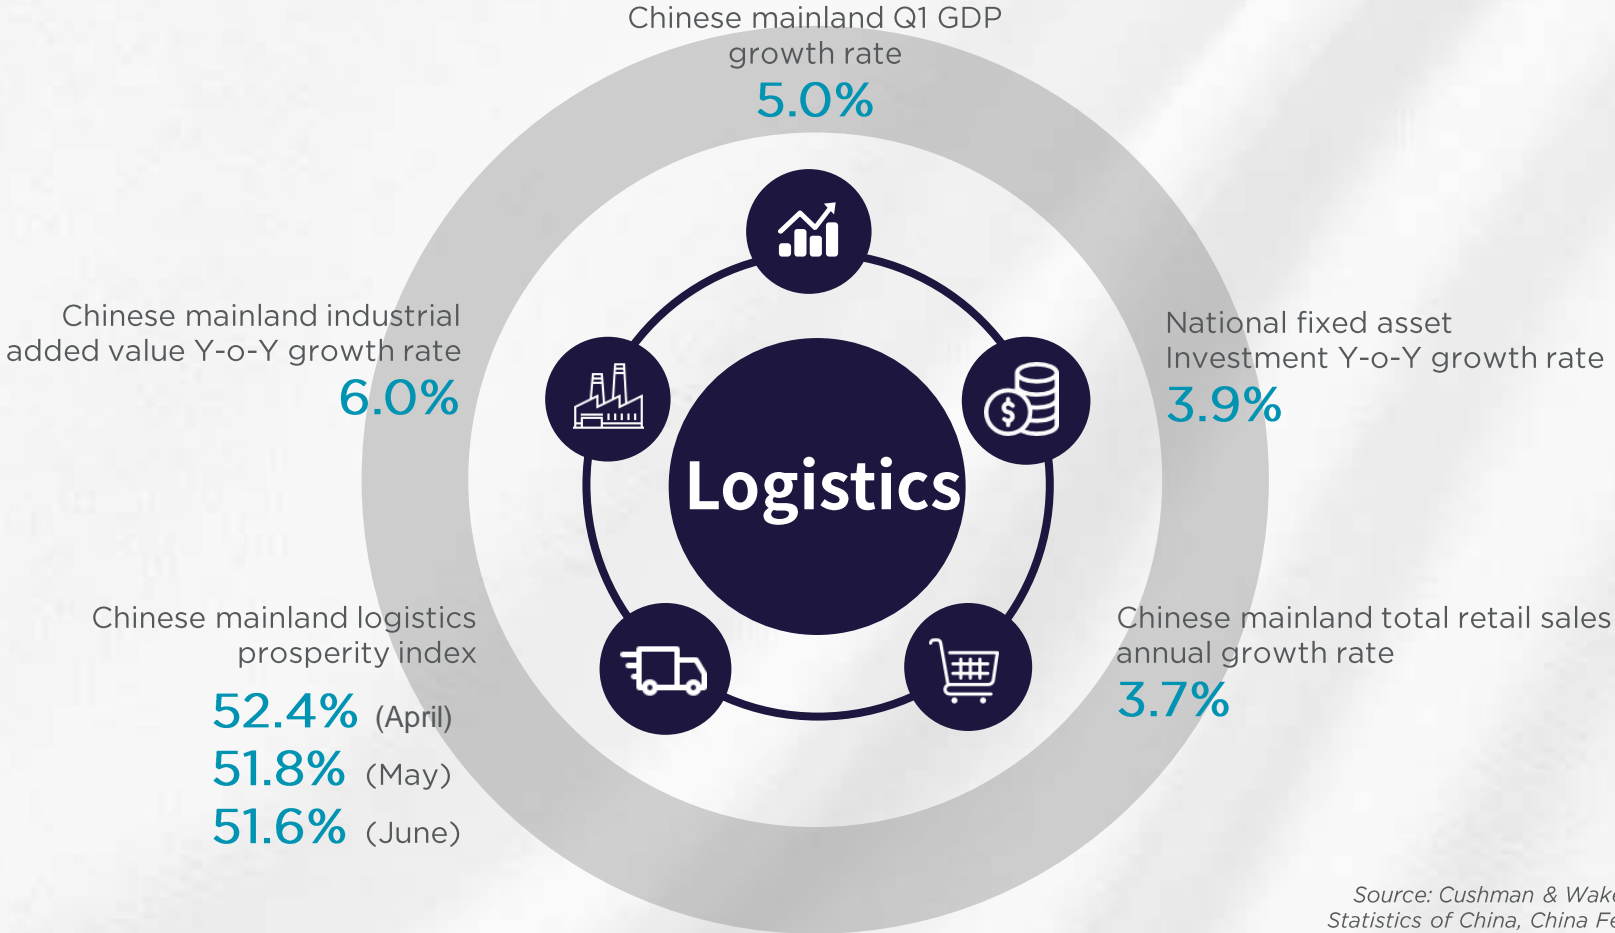 Chinese mainland Q1 GDP
growth rate
5.0%
Chinese mainland industrial
added value Y-o-Y growth rate
6.0%
National fixed asset
Investment Y-o-Y growth rate
3.9%
Logistics
Chinese mainland logistics
prosperity index
52.4% (April)
51.8% (May)
51.6% (June)
Chinese mainland total retail sales
annual growth rate
3.7%
Source: Cushman & Wake
Statistics of China, China Fe